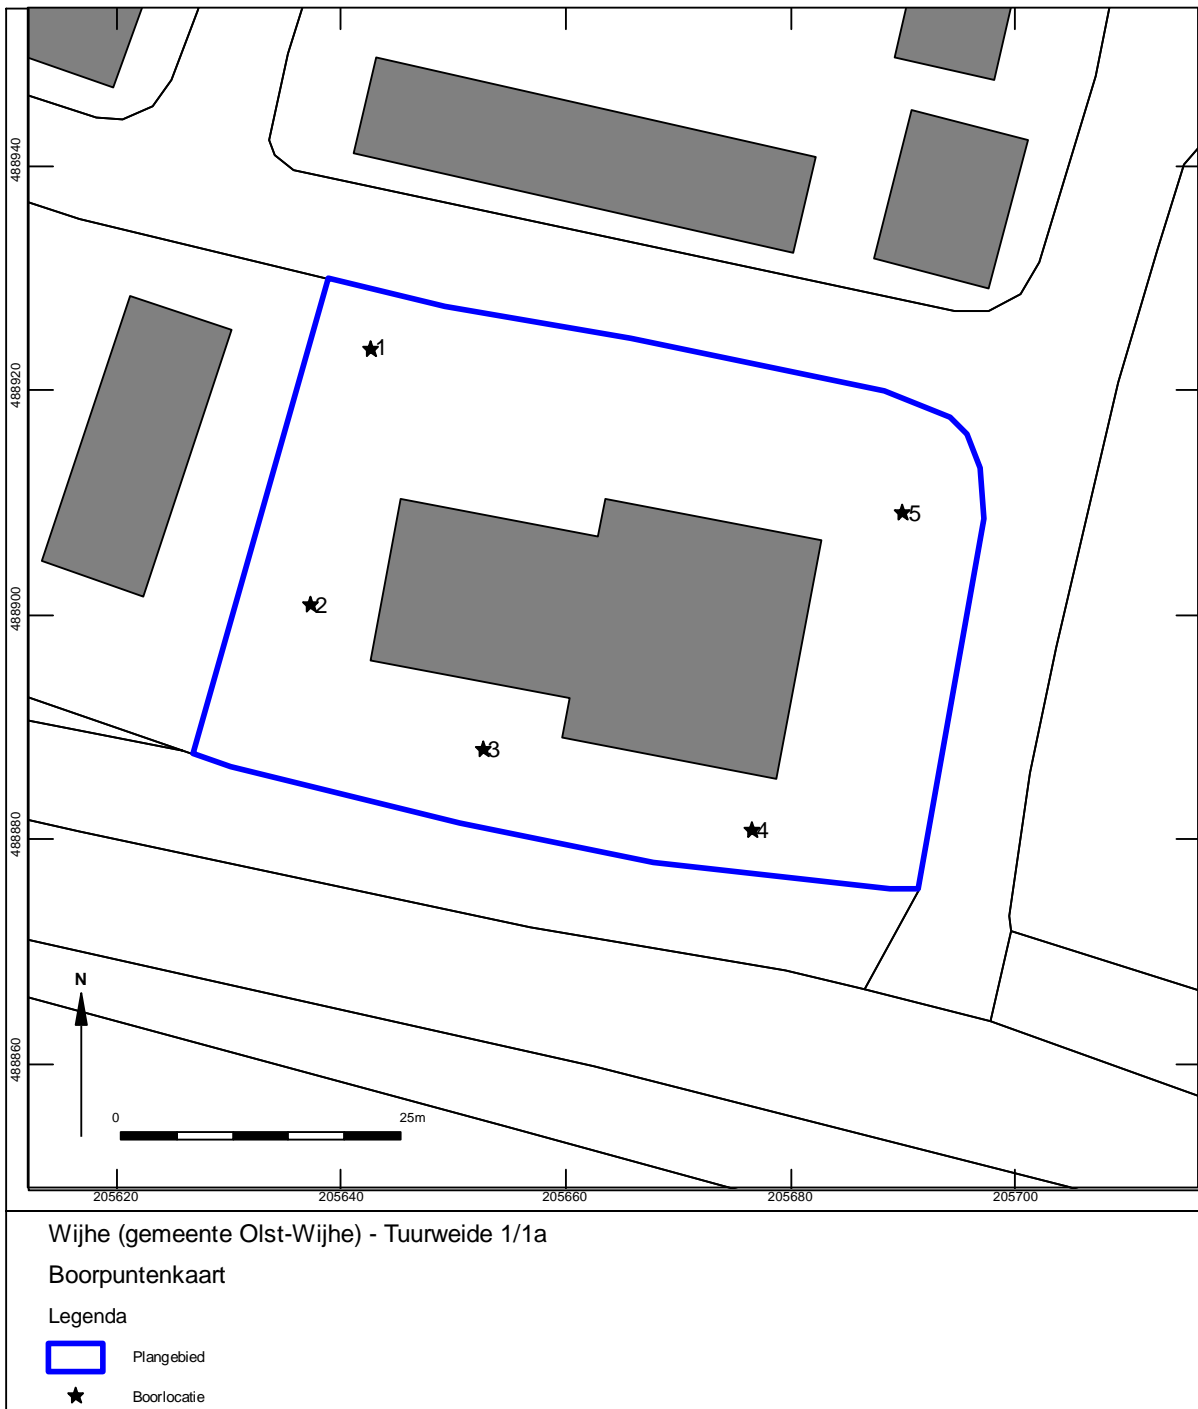 488940
1
488920
5
488900
2
3
488880
4
N
488860
0 25m
205620 205640 205660 205680 205700
Wijhe (gemeente Olst-Wijhe) - Tuurweide 1/1a
Boorpuntenkaart
Legenda
Plangebied
Boorlocatie